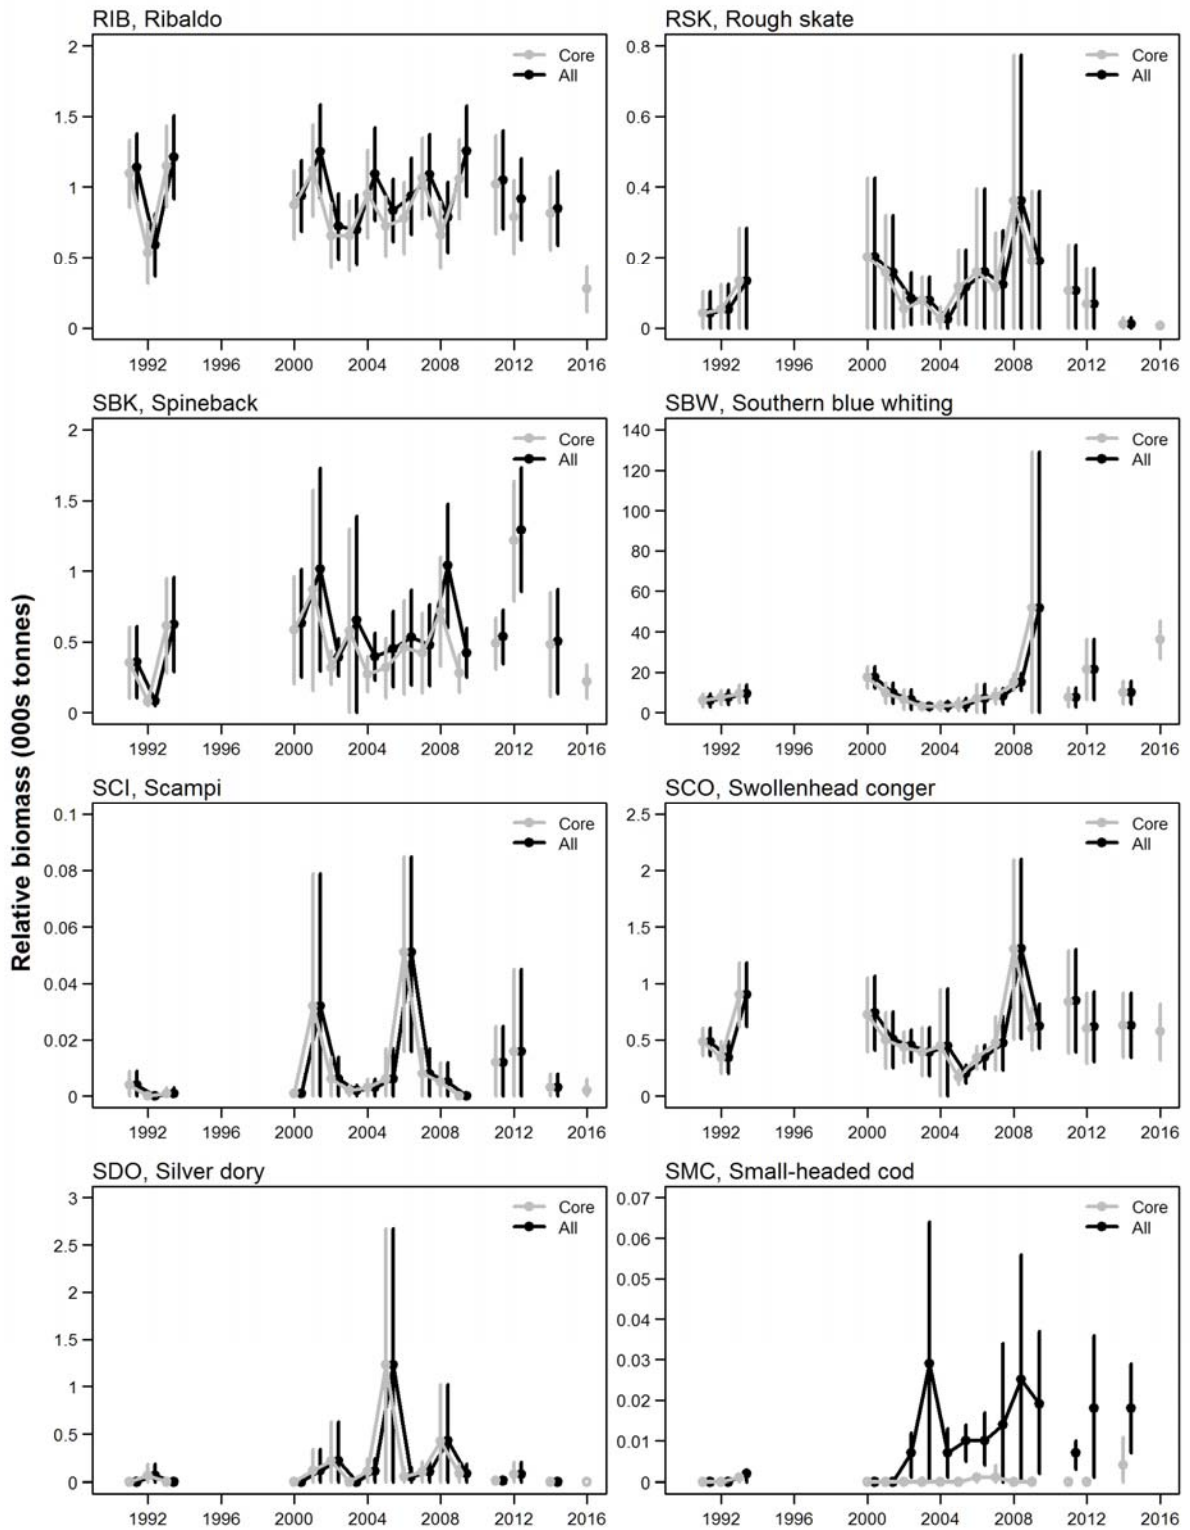 RIB, Ribaldo
2
1.5
1
0.5
0
Core
All
1992 1996 2000 2004 2008 2012 2016
RSK, Rough skate
0.8
0.6
0.4
0.2
0
Core
All
1992 1996 2000 2004 2008 2012 2016
SBK, Spineback
2
1.5
1
0.5
0
Core
All
1992 1996 2000 2004 2008 2012 2016
SBW, Southern blue whiting
140
120
100
80
60
40
20
0
Core
All
1992 1996 2000 2004 2008 2012 2016
Relative biomass (000s tonnes)
SCI, Scampi
0.1
0.08
0.06
0.04
0.02
0
Core
All
1992 1996 2000 2004 2008 2012 2016
SCO, Swollenhead conger
2.5
2
1.5
1
0.5
0
Core
All
1992 1996 2000 2004 2008 2012 2016
SDO, Silver dory
3
2.5
2
1.5
1
0.5
0
Core
All
1992 1996 2000 2004 2008 2012 2016
SMC, Small-headed cod
0.07
0.06
0.05
0.04
0.03
0.02
0.01
0
Core
All
1992 1996 2000 2004 2008 2012 2016